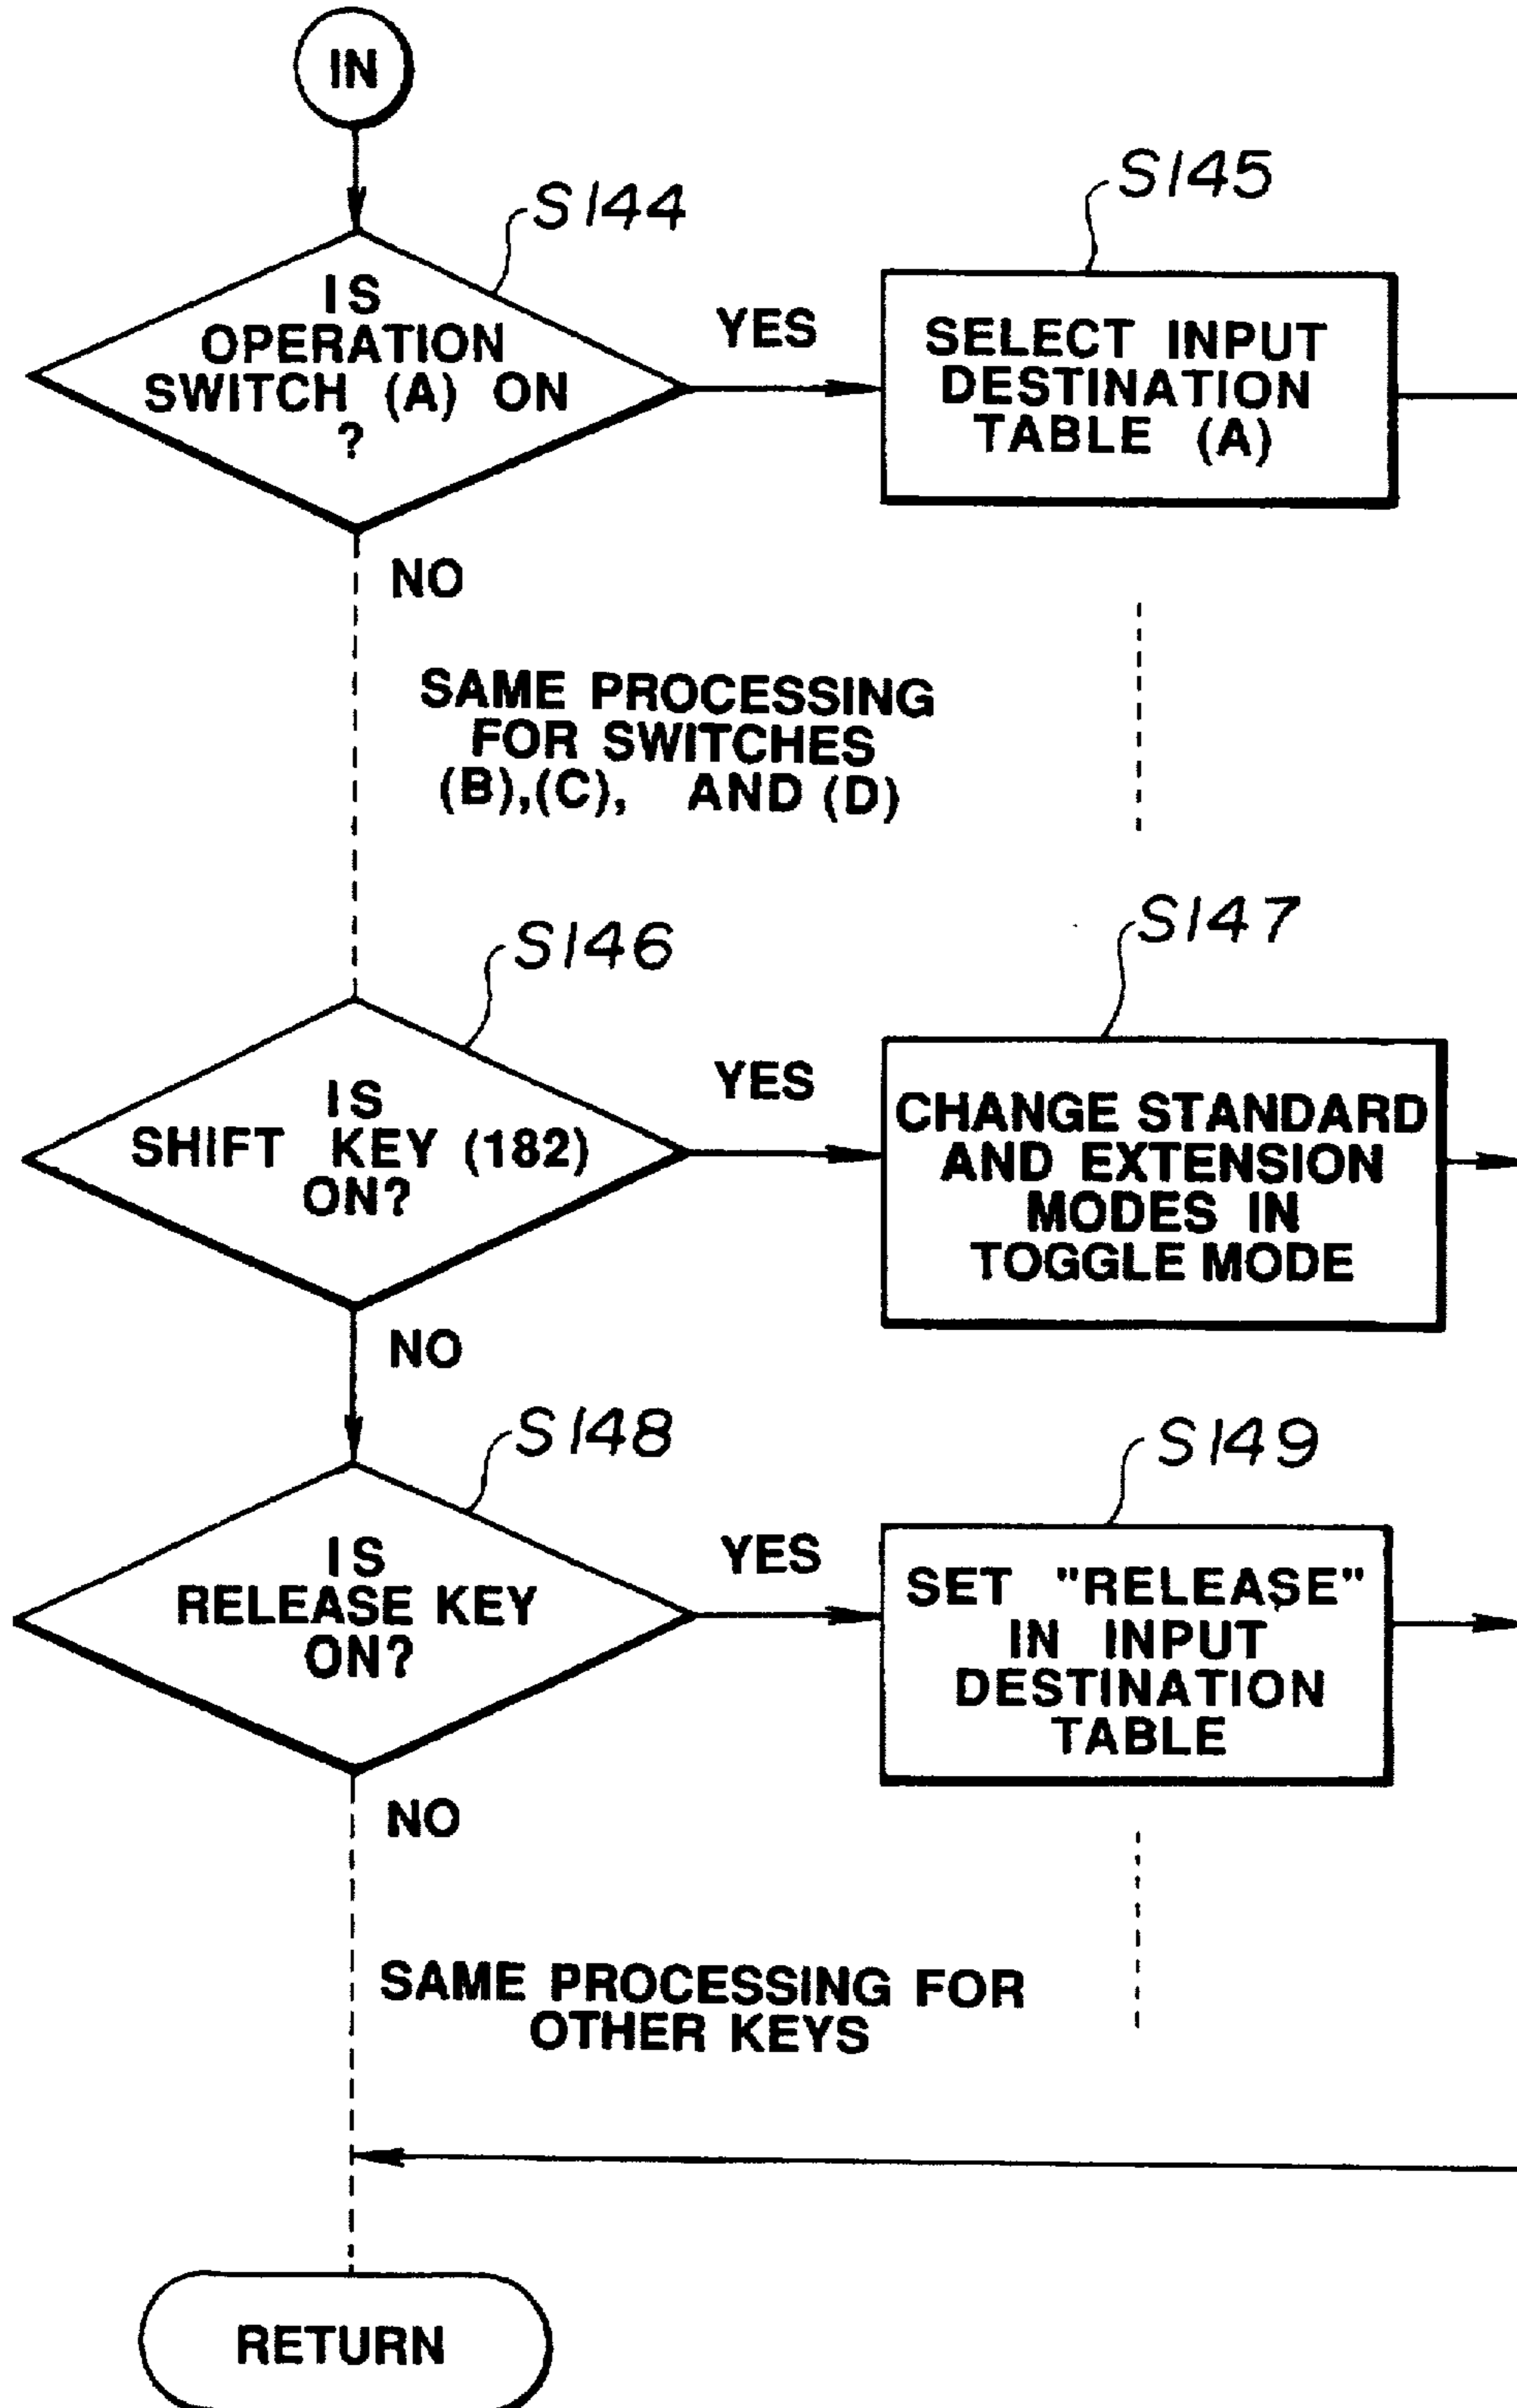 IN
S144
IS
OPERATION
SWITCH (A) ON
?
YES
S145
SELECT INPUT
DESTINATION
TABLE (A)
NO
SAME PROCESSING
FOR SWITCHES
(B),(C), AND (D)
S146
IS
SHIFT KEY (182)
ON?
YES
S147
CHANGE STANDARD
AND EXTENSION
MODES IN
TOGGLE MODE
NO
S148
IS
RELEASE KEY
ON?
YES
S149
SET "RELEASE"
IN INPUT
DESTINATION
TABLE
NO
SAME PROCESSING FOR
OTHER KEYS
RETURN